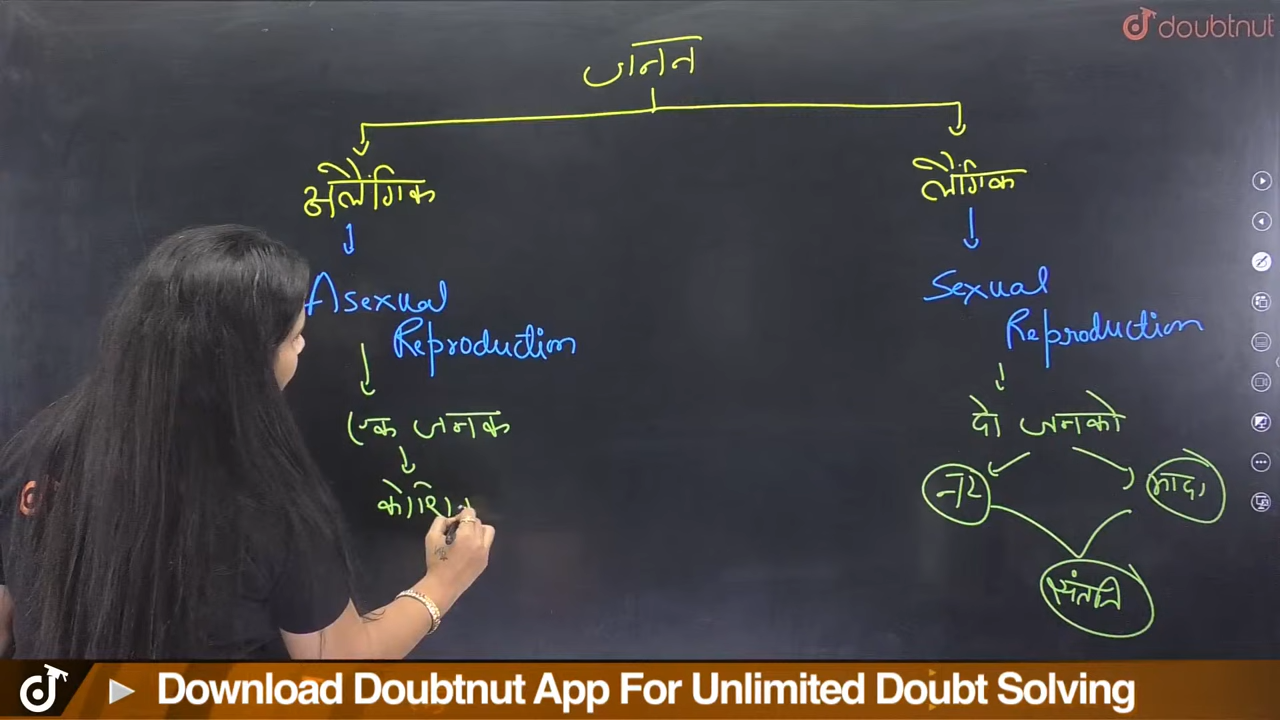 doubtnut
जनन
अलैंगिक
लैंगिक
Asexual
Reproduction
Sexual
Reproduction
एक जनक
दो जनको
नर
मादा
संतति
Download Doubtnut App For Unlimited Doubt Solving